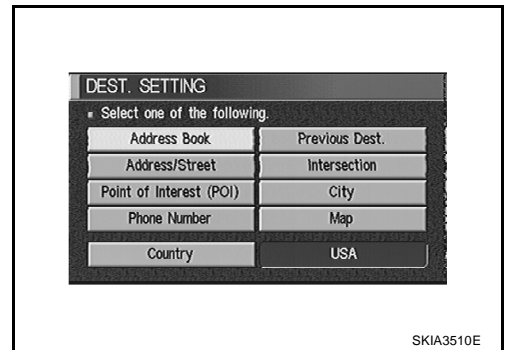 DEST. SETTING
Select one of the following.
Address Book
Previous Dest.
Address/Street
Intersection
Point of Interest (POI)
City
Phone Number
Map
Country
USA
SKIA3510E